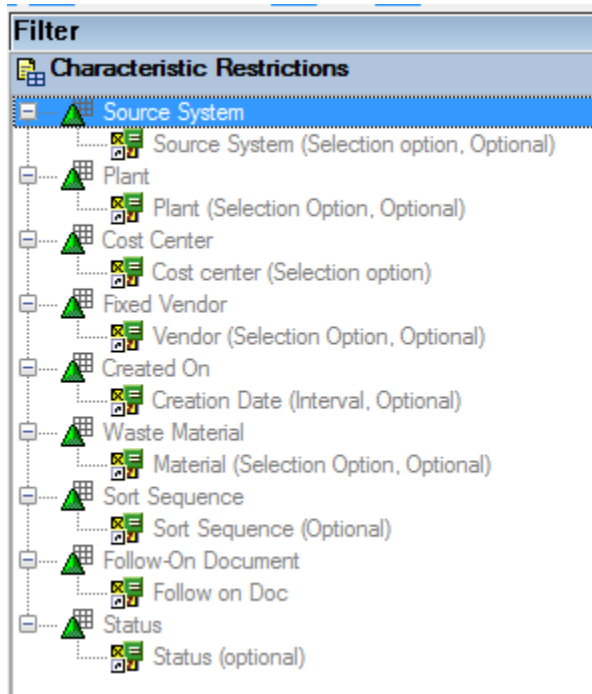 Filter
Characteristic Restrictions
Source System
Source System (Selection option, Optional)
Plant
Plant (Selection Option, Optional)
Cost Center
Cost center (Selection option)
Fixed Vendor
Vendor (Selection Option, Optional)
Created On
Creation Date (Interval, Optional)
Waste Material
Material (Selection Option, Optional)
Sort Sequence
Sort Sequence (Optional)
Follow-On Document
Follow on Doc
Status
Status (optional)